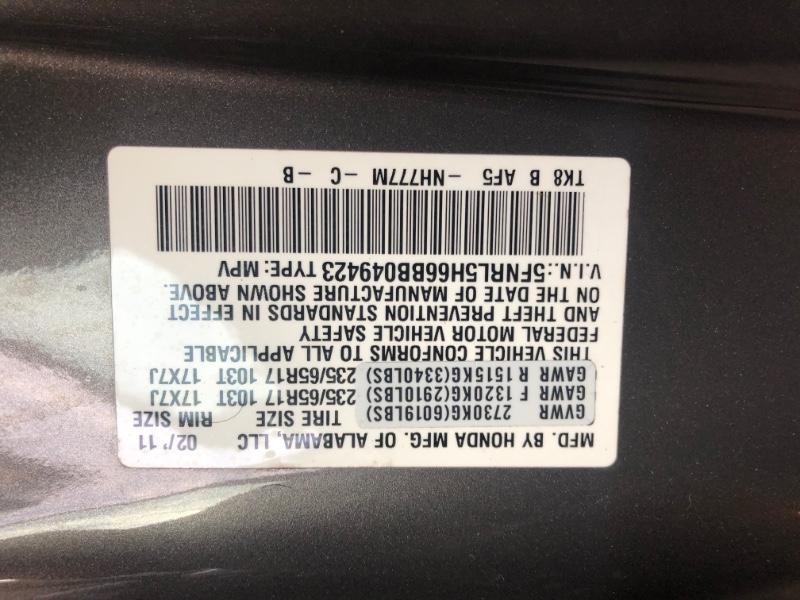 MFD. BY HONDA MFG. OF ALABAMA, LLC 02/'11
TIRE SIZE RIM SIZE
GVWR 2730KG(6019LBS)
GAWR F 1320KG(2910LBS) 235/65R17 103T 17X7J
GAWR R 1515KG(3340LBS) 235/65R17 103T 17X7J
THIS VEHICLE CONFORMS TO ALL APPLICABLE
FEDERAL MOTOR VEHICLE SAFETY
AND THEFT PREVENTION STANDARDS IN EFFECT
ON THE DATE OF MANUFACTURE SHOWN ABOVE.
V.I.N.:5FNRL5H66BB049423 TYPE: MPV
TK8 B AF5 -NH777M -C -B